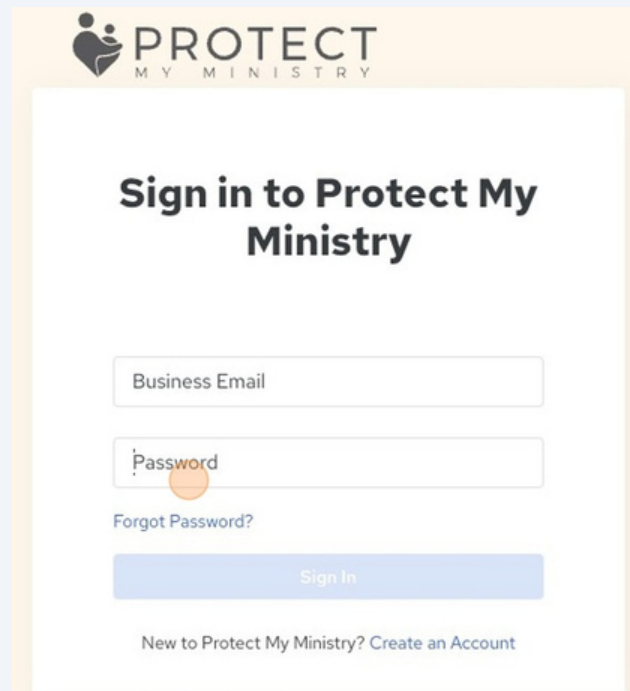 PROTECT
MY MINISTRY
Sign in to Protect My
Ministry
Business Email
Password
Forgot Password?
Sign In
New to Protect My Ministry? Create an Account